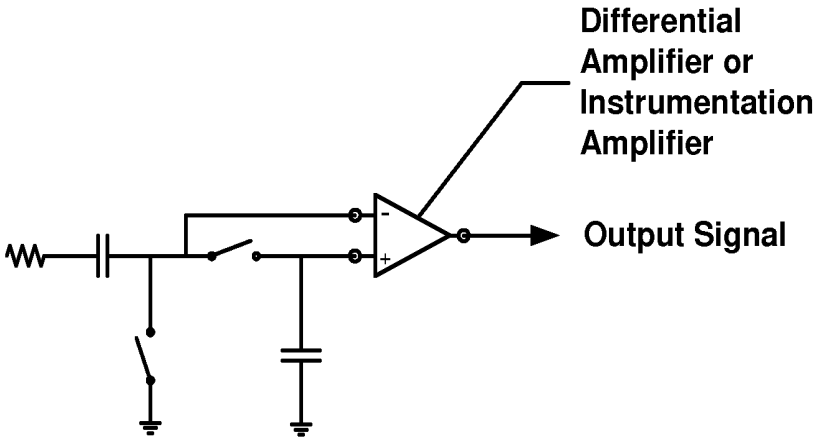 Differential
Amplifier or
Instrumentation
Amplifier
-
+
Output Signal